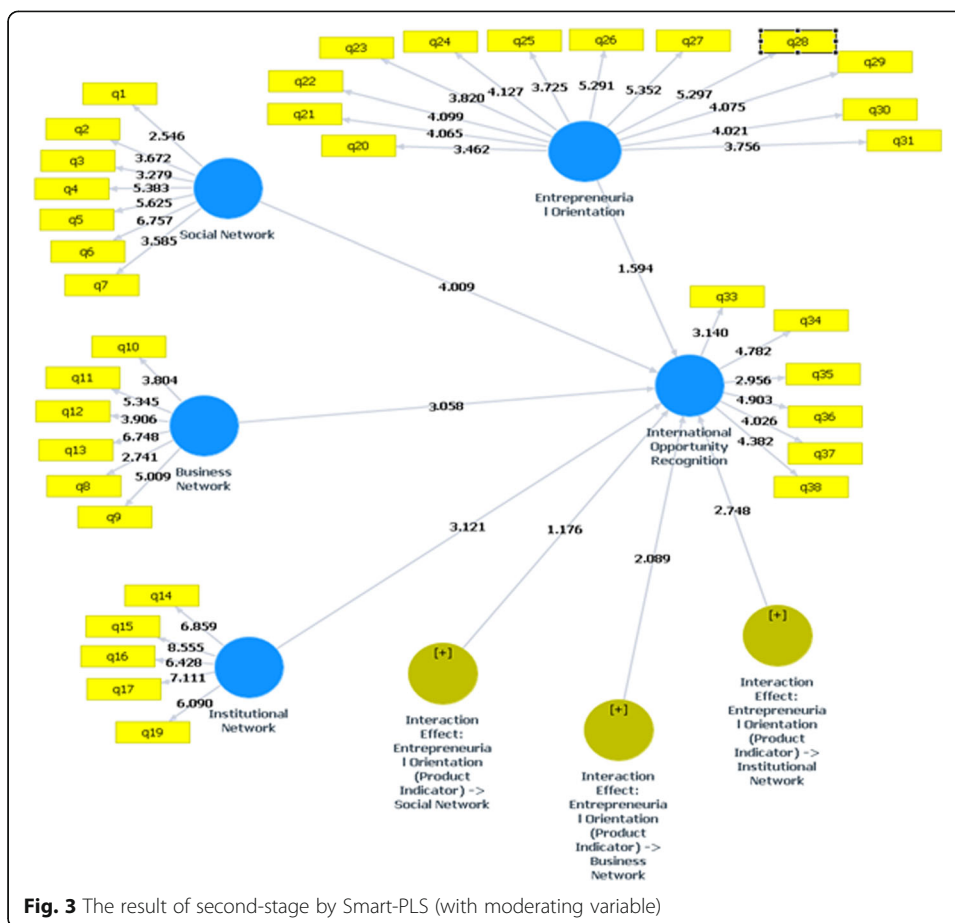 q23
q24
q25
q26
q27
q28
q29
q22
q21
q20
q30
q31
3.820
4.127
3.725
5.291
5.352
5.297
4.075
4.099
4.065
3.462
4.021
3.756
Entrepreneuria
l Orientation
q1
q2
q3
q4
q5
q6
q7
2.546
3.672
3.279
5.383
5.625
6.757
3.585
Social Network
4.009
1.594
q33
q34
q35
q36
q37
q38
3.140
4.782
2.956
4.903
4.026
4.382
International
Opportunity
Recognition
q10
q11
q12
q13
q8
q9
3.804
5.345
3.906
6.748
2.741
5.009
Business
Network
3.058
3.121
1.176
2.089
2.748
q14
q15
q16
q17
q19
6.859
8.555
6.428
7.111
6.090
Institutional
Network
[+]
Interaction
Effect:
Entrepreneuria
l Orientation
(Product
Indicator) ->
Social Network
[+]
Interaction
Effect:
Entrepreneuria
l Orientation
(Product
Indicator) ->
Business
Network
[+]
Interaction
Effect:
Entrepreneuria
l Orientation
(Product
Indicator) ->
Institutional
Network
Fig. 3 The result of second-stage by Smart-PLS (with moderating variable)